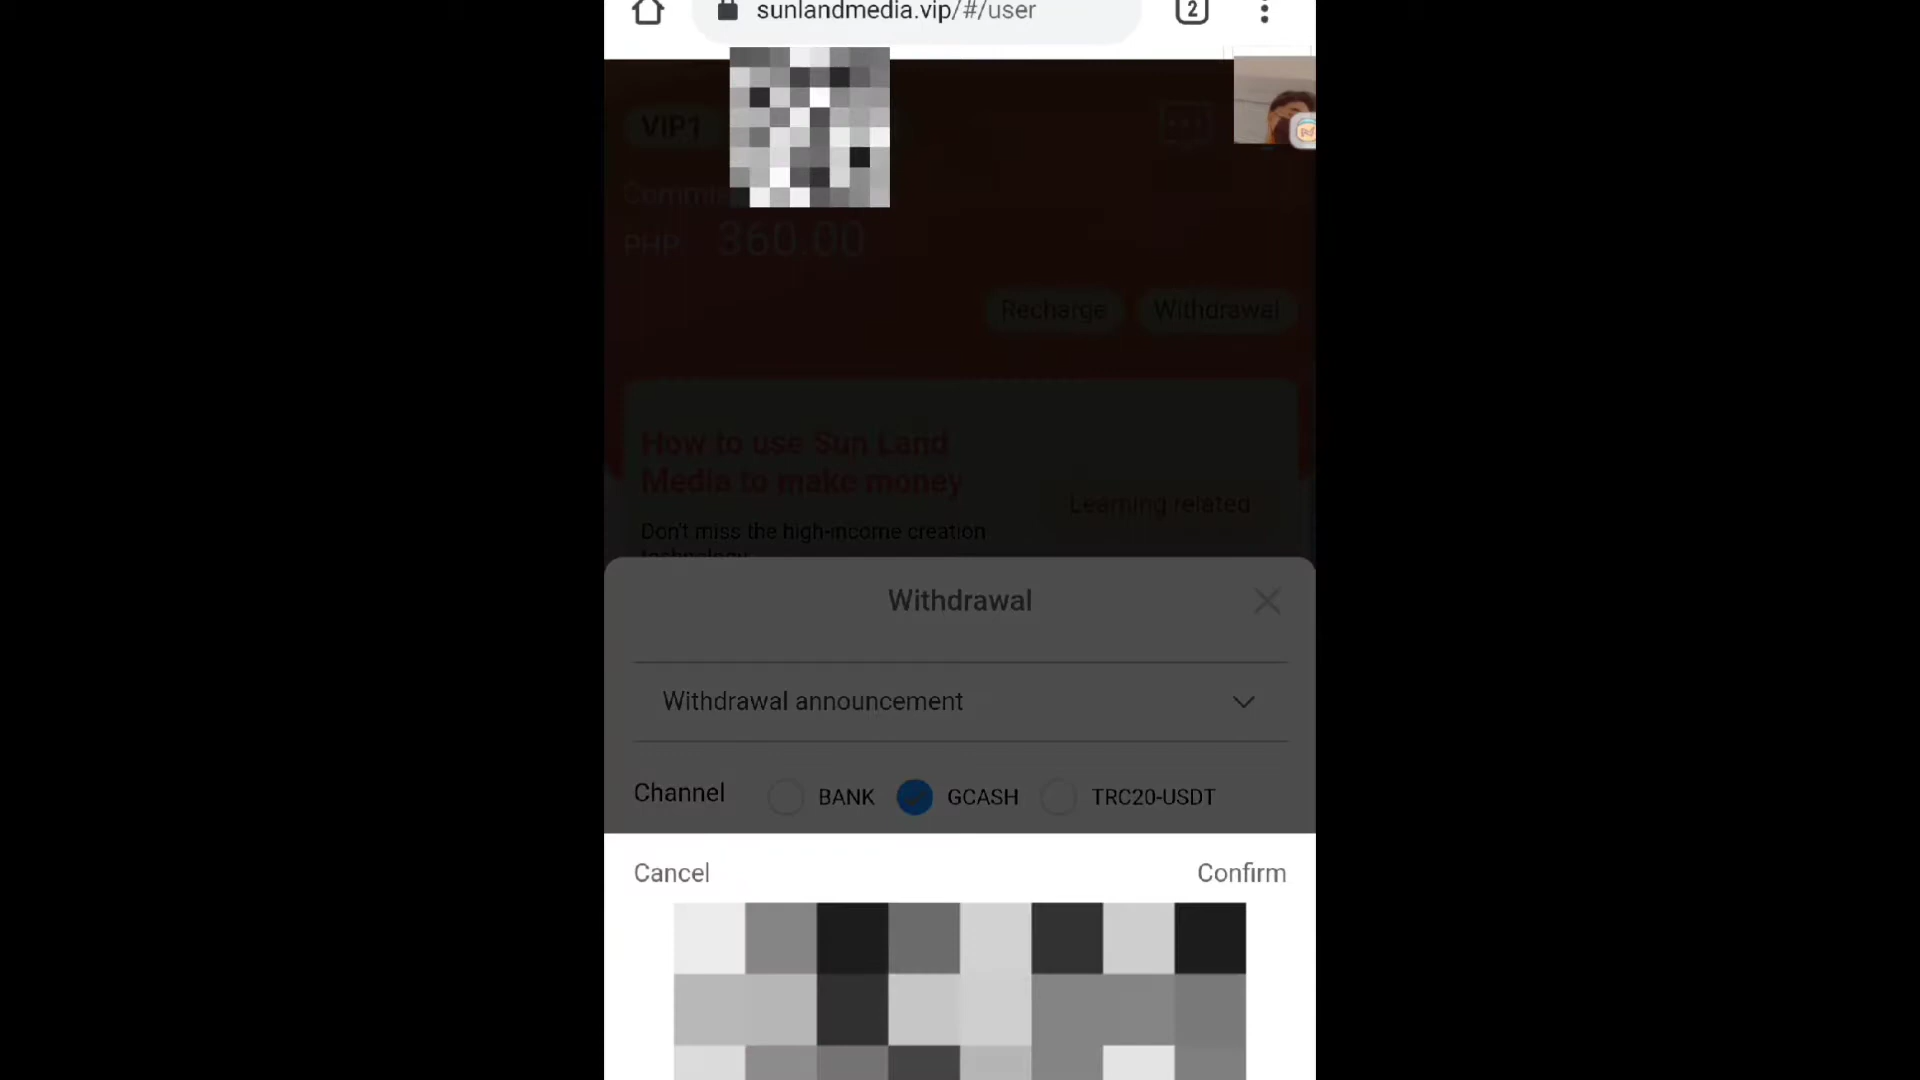 sunlandmedia.vip/#/user
2
VIP1
PHP 360.00
Recharge Withdrawal
How to use Sun Land
Media to make money
Learning related
Don't miss the high-income creation
technology
Withdrawal
Withdrawal announcement
Channel BANK GCASH TRC20-USDT
Cancel Confirm